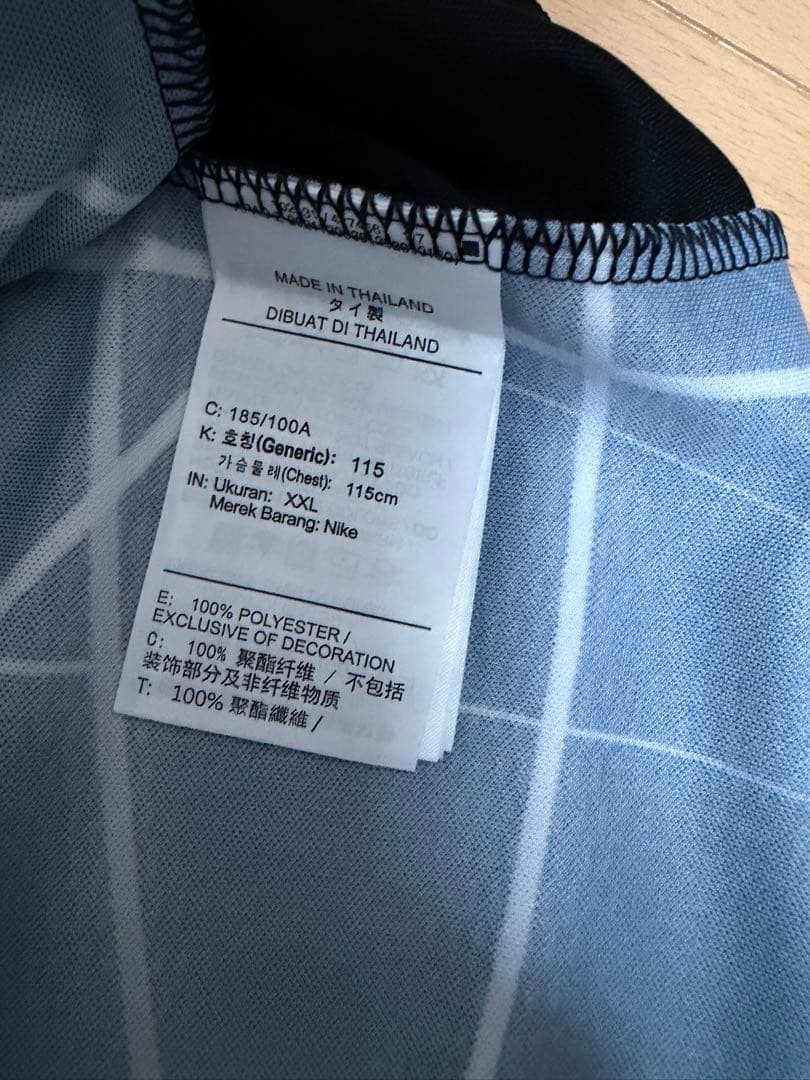 MADE IN THAILAND
タイ製
DIBUAT DI THAILAND
C: 185/100A
K: 호칭(Generic): 115
가슴둘레(Chest): 115cm
IN: Ukuran: XXL
Merek Barang: Nike
E: 100% POLYESTER /
EXCLUSIVE OF DECORATION
C: 100% 聚酯纤维 / 不包括
装饰部分及非纤维物质
T: 100% 聚酯纖維 /